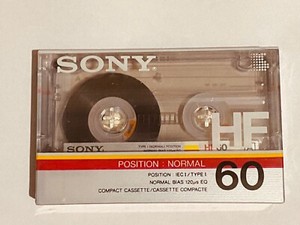 SONY
HF
SONY
POSITION : NORMAL
POSITION : IEC I / TYPE I
NORMAL BIAS 120µs EQ
COMPACT CASSETTE/CASSETTE COMPACTE
60